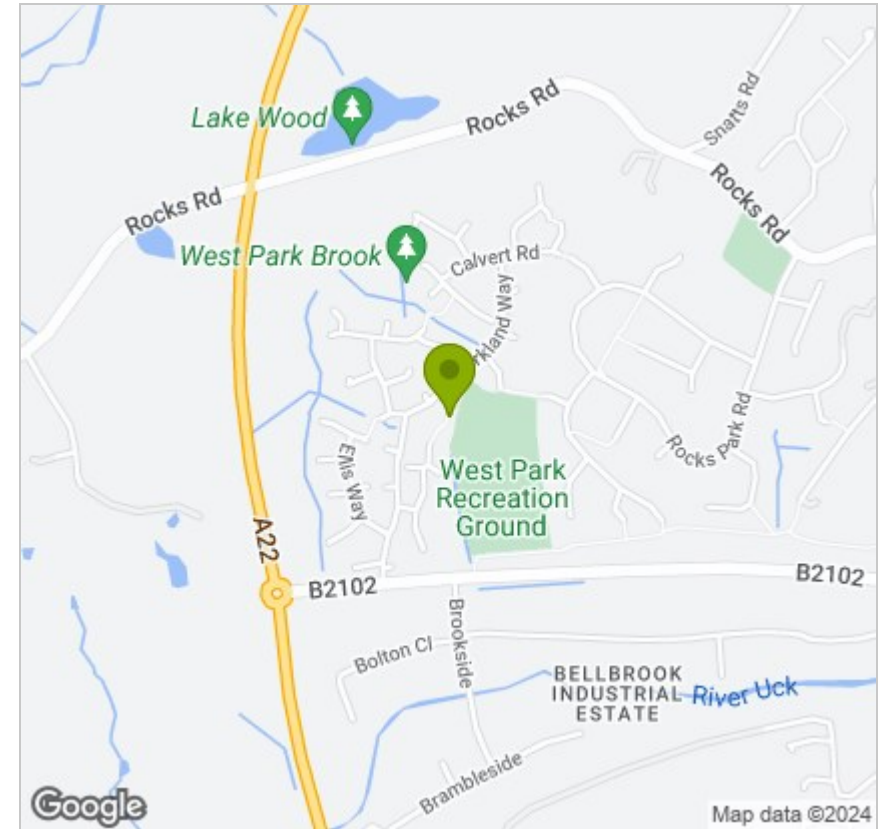 Lake Wood
Rocks Rd
Snatts Rd
Rocks Rd
Rocks Rd
West Park Brook
Calvert Rd
rkland Way
Ellis Way
Rocks Park Rd
West Park
Recreation
Ground
A22
B2102
B2102
Brookside
Bolton Cl
BELLBROOK
INDUSTRIAL
ESTATE
River Uck
Brambleside
Google
Map data ©2024